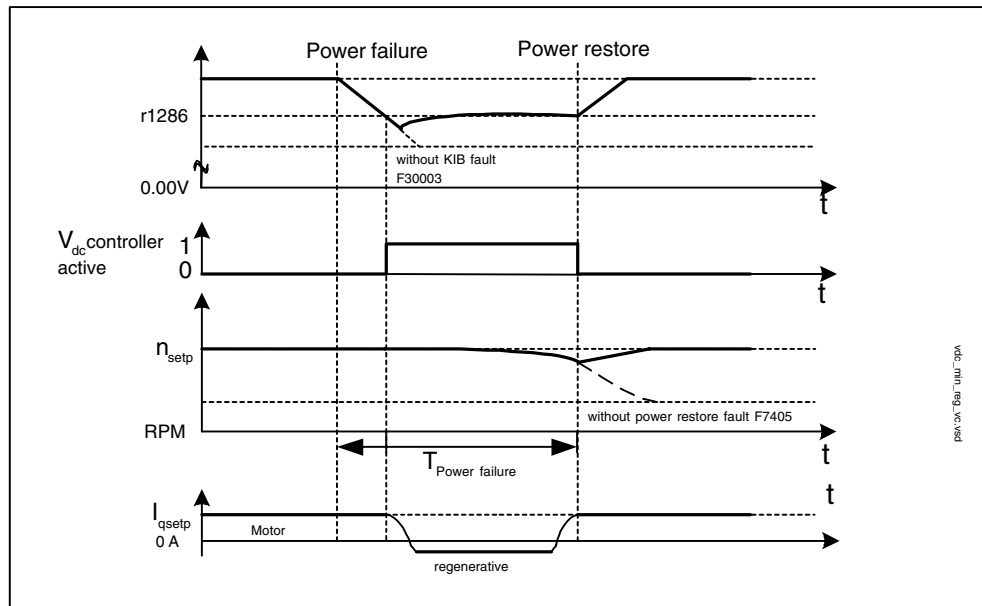 Power failure
Power restore
r1286
without KIB fault
F30003
0.00V
t
Vdc controller
active
1
0
t
nsetp
without power restore fault F7405
RPM
t
TPower failure
t
Iqsetp
Motor
0 A
regenerative
vdc_min_reg_vc.vsd